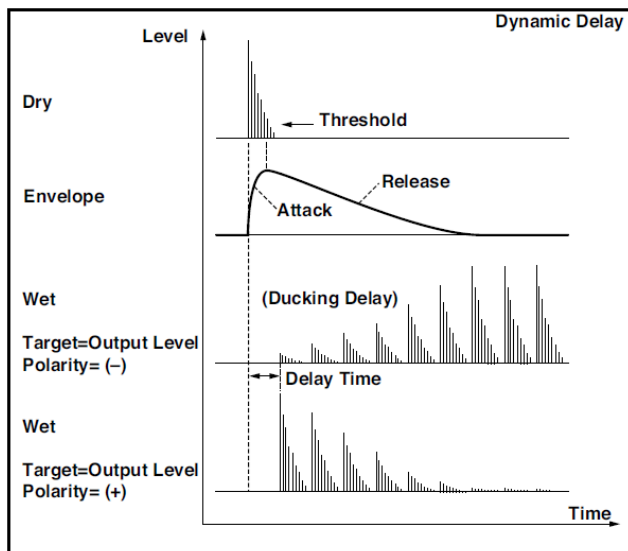 Dynamic Delay
Level
Dry
Threshold
Envelope
Release
Attack
Wet
(Ducking Delay)
Target=Output Level
Polarity= (–)
Delay Time
Wet
Target=Output Level
Polarity= (+)
Time